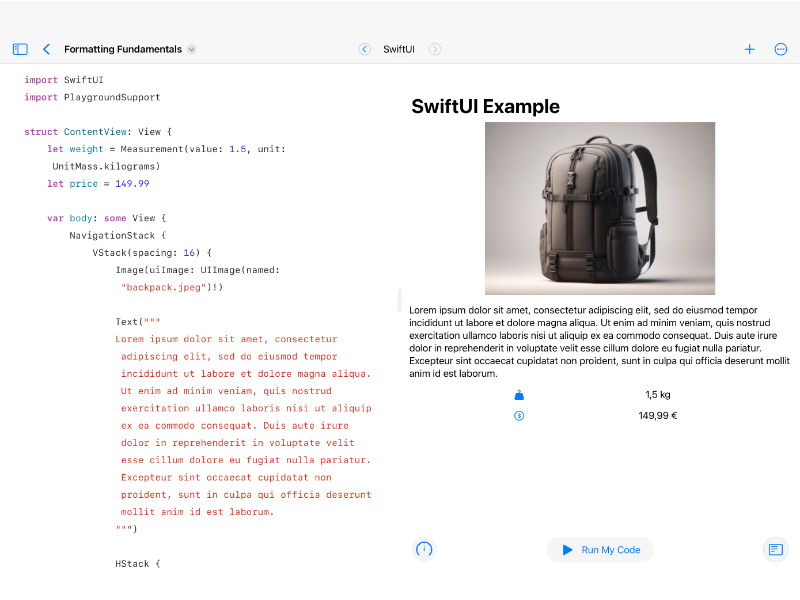 Formatting Fundamentals
SwiftUI
import SwiftUI
import PlaygroundSupport
struct ContentView: View {
let weight = Measurement(value: 1.5, unit:
UnitMass.kilograms)
let price = 149.99
var body: some View {
NavigationStack {
VStack(spacing: 16) {
Image(uiImage: UIImage(named:
"backpack.jpeg")!)
Text("""
Lorem ipsum dolor sit amet, consectetur
adipiscing elit, sed do eiusmod tempor
incididunt ut labore et dolore magna aliqua.
Ut enim ad minim veniam, quis nostrud
exercitation ullamco laboris nisi ut aliquip
ex ea commodo consequat. Duis aute irure
dolor in reprehenderit in voluptate velit
esse cillum dolore eu fugiat nulla pariatur.
Excepteur sint occaecat cupidatat non
proident, sunt in culpa qui officia deserunt
mollit anim id est laborum.
""")
HStack {
SwiftUI Example
Lorem ipsum dolor sit amet, consectetur adipiscing elit, sed do eiusmod tempor
incididunt ut labore et dolore magna aliqua. Ut enim ad minim veniam, quis nostrud
exercitation ullamco laboris nisi ut aliquip ex ea commodo consequat. Duis aute irure
dolor in reprehenderit in voluptate velit esse cillum dolore eu fugiat nulla pariatur.
Excepteur sint occaecat cupidatat non proident, sunt in culpa qui officia deserunt mollit
anim id est laborum.
1,5 kg
149,99 €
Run My Code